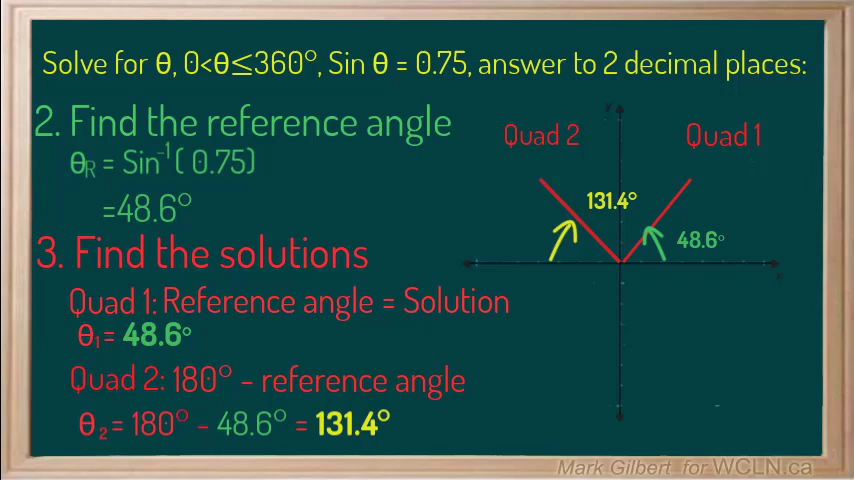 Solve for θ, 0<θ≤360°, Sin θ = 0.75, answer to 2 decimal places:
2. Find the reference angle
θR = Sin⁻¹( 0.75)
=48.6°
3. Find the solutions
Quad 1: Reference angle = Solution
θ₁= 48.6°
Quad 2: 180° – reference angle
θ₂= 180° – 48.6° = 131.4°
y
Quad 2
Quad 1
131.4°
48.6°
x
Mark Gilbert for WCLN.ca